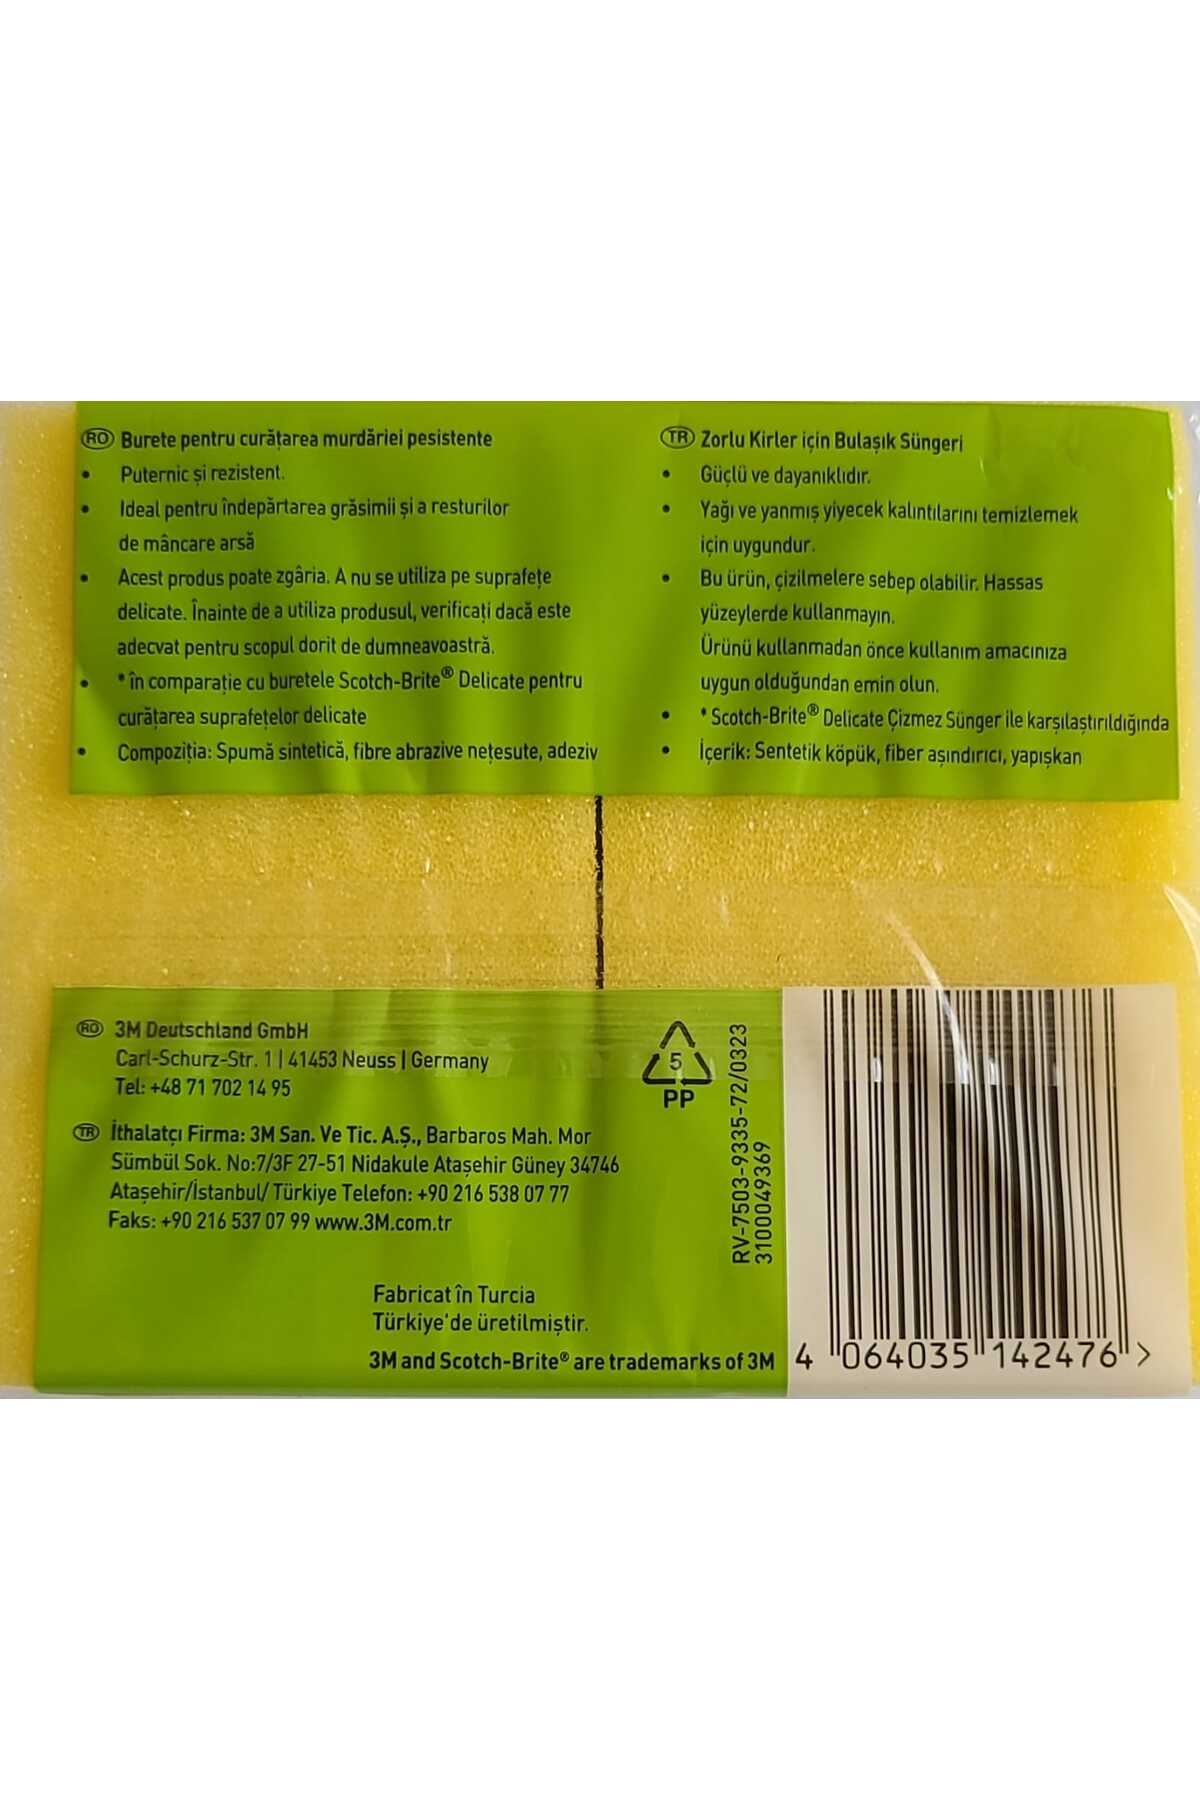 RO Burete pentru curățarea murdăriei pesistente
• Puternic și rezistent.
• Ideal pentru îndepărtarea grăsimii și a resturilor
de mâncare arsă
• Acest produs poate zgâria. A nu se utiliza pe suprafețe
delicate. Înainte de a utiliza produsul, verificați dacă este
adecvat pentru scopul dorit de dumneavoastră.
• * în comparație cu buretele Scotch-Brite® Delicate pentru
curățarea suprafețelor delicate
• Compoziția: Spumă sintetică, fibre abrazive nețesute, adeziv
TR Zorlu Kirler için Bulaşık Süngeri
• Güçlü ve dayanıklıdır.
• Yağı ve yanmış yiyecek kalıntılarını temizlemek
için uygundur.
• Bu ürün, çizilmelere sebep olabilir. Hassas
yüzeylerde kullanmayın.
Ürünü kullanmadan önce kullanım amacınıza
uygun olduğundan emin olun.
• * Scotch-Brite® Delicate Çizmez Sünger ile karşılaştırıldığında
• İçerik: Sentetik köpük, fiber aşındırıcı, yapışkan
RO 3M Deutschland GmbH
Carl-Schurz-Str. 1 | 41453 Neuss | Germany
Tel: +48 71 702 14 95
TR İthalatçı Firma: 3M San. Ve Tic. A.Ş., Barbaros Mah. Mor
Sümbül Sok. No:7/3F 27-51 Nidakule Ataşehir Güney 34746
Ataşehir/İstanbul/ Türkiye Telefon: +90 216 538 07 77
Faks: +90 216 537 07 99 www.3M.com.tr
Fabricat în Turcia
Türkiye'de üretilmiştir.
3M and Scotch-Brite® are trademarks of 3M
5
PP
RV-7503-9335-72/0323
3100049369
4 064035 142476 >